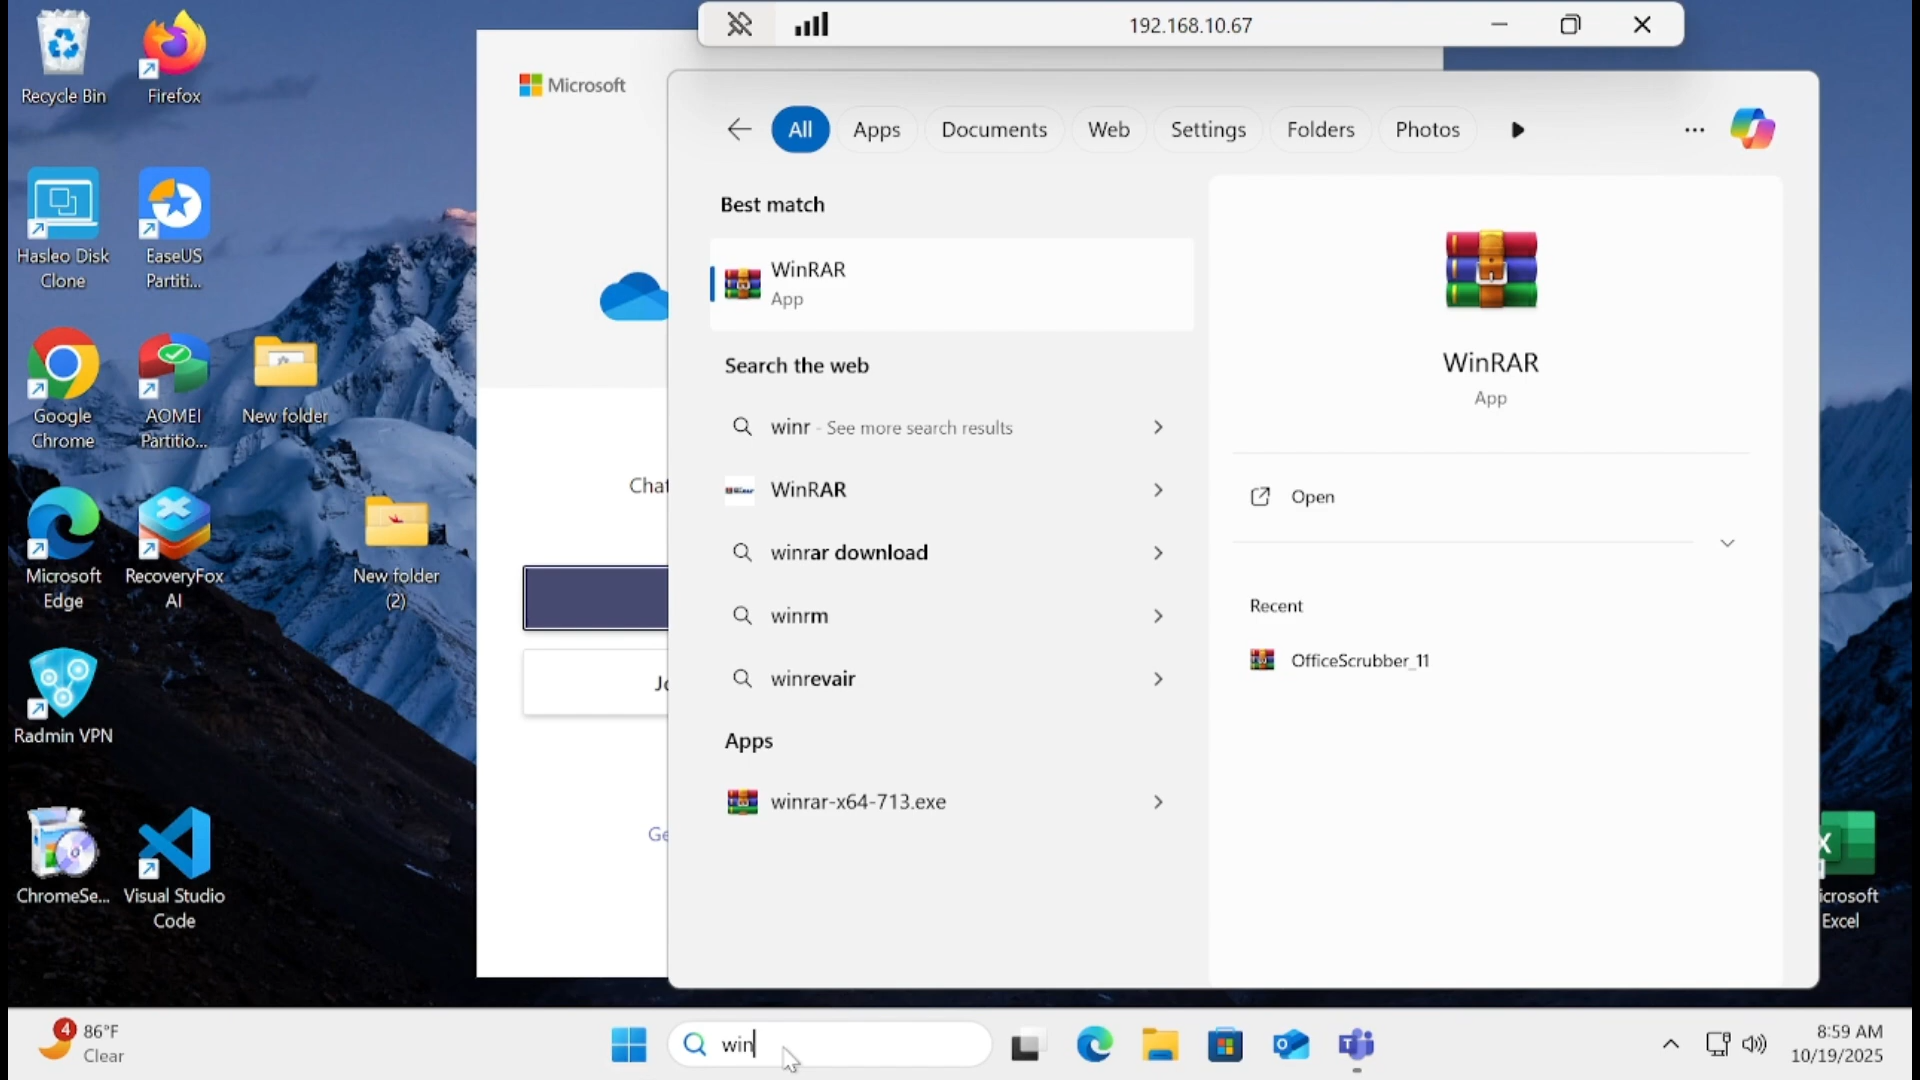 192.168.10.67
Recycle Bin
Firefox
Hasleo Disk
Clone
EaseUS
Partiti...
Google
Chrome
AOMEI
Partitio...
New folder
Microsoft
Edge
RecoveryFox
AI
New folder
(2)
Radmin VPN
ChromeSe...
Visual Studio
Code
Microsoft
Chat
Jo
Ge
All
Apps
Documents
Web
Settings
Folders
Photos
...
Best match
WinRAR
App
Search the web
winr - See more search results
WinRAR
winrar download
winrm
winrevair
Apps
winrar-x64-713.exe
WinRAR
App
Open
Recent
OfficeScrubber_11
icrosoft
Excel
4
86°F
Clear
win
8:59 AM
10/19/2025